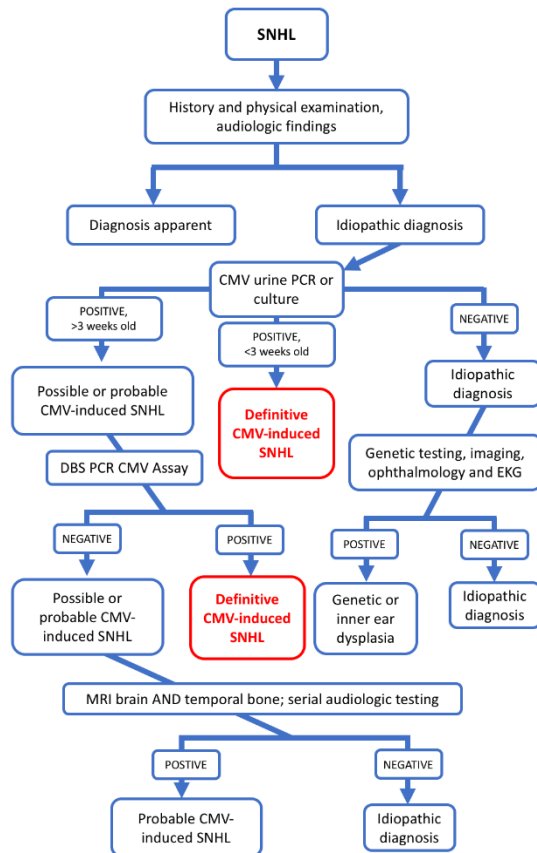 SNHL
History and physical examination,
audiologic findings
Diagnosis apparent
Idiopathic diagnosis
CMV urine PCR or
culture
POSITIVE,
>3 weeks old
POSITIVE,
<3 weeks old
NEGATIVE
Possible or probable
CMV-induced SNHL
Definitive
CMV-induced
SNHL
Idiopathic
diagnosis
DBS PCR CMV Assay
Genetic testing, imaging,
ophthalmology and EKG
NEGATIVE
POSITIVE
POSTIVE
NEGATIVE
Possible or
probable CMV-
induced SNHL
Definitive
CMV-induced
SNHL
Genetic or
inner ear
dysplasia
Idiopathic
diagnosis
MRI brain AND temporal bone; serial audiologic testing
POSTIVE
NEGATIVE
Probable CMV-
induced SNHL
Idiopathic
diagnosis